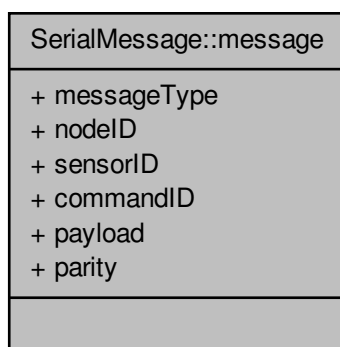 SerialMessage::message
+ messageType
+ nodeID
+ sensorID
+ commandID
+ payload
+ parity